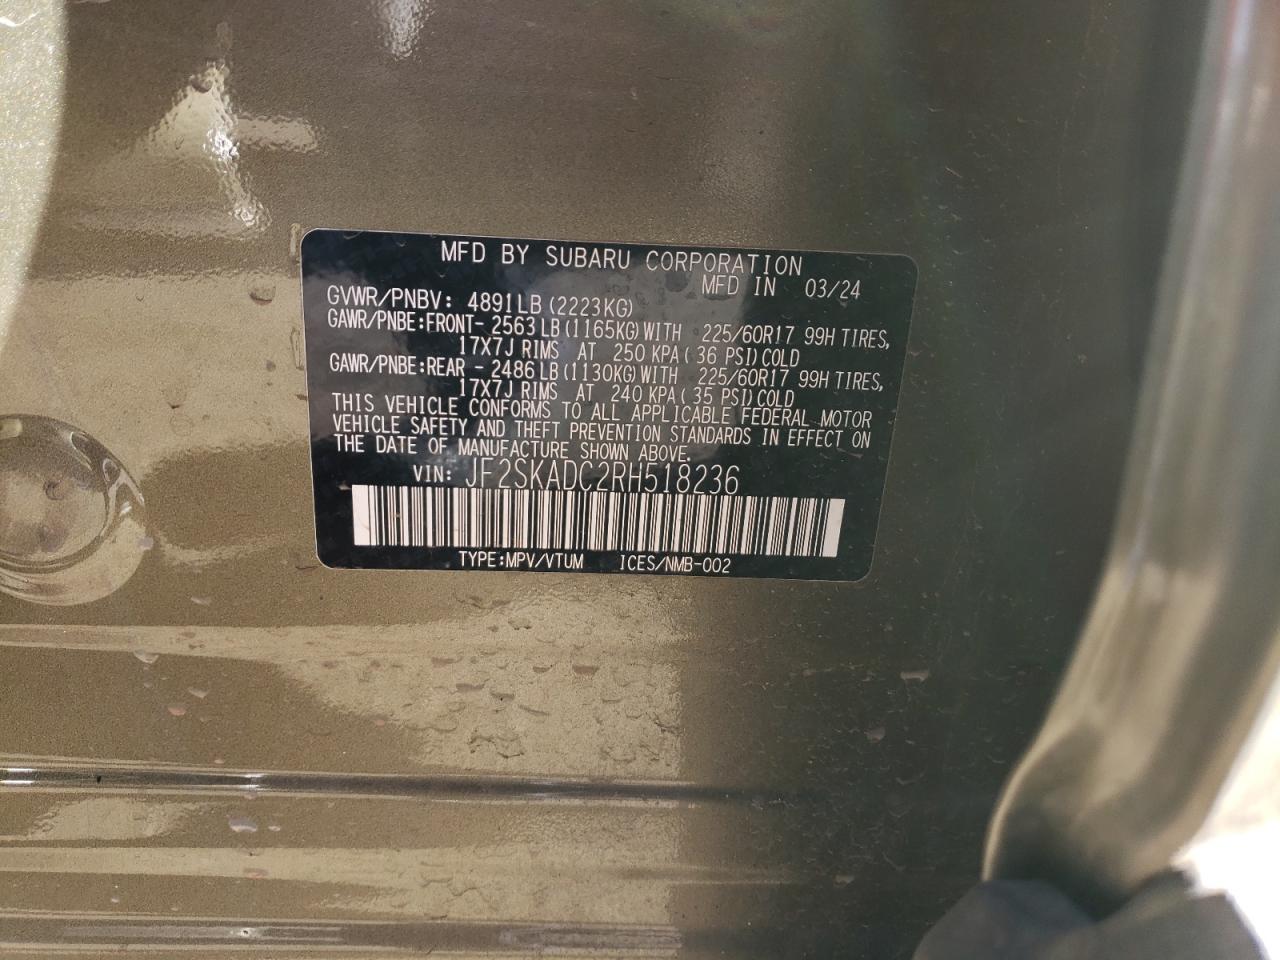 MFD BY SUBARU CORPORATION
MFD IN 03/24
GVWR/PNBV: 4891LB(2223KG)
GAWR/PNBE:FRONT- 2563LB(1165KG)WITH 225/60R17 99H TIRES,
17X7J RIMS AT 250 KPA(36 PSI)COLD
GAWR/PNBE:REAR - 2486LB(1130KG)WITH 225/60R17 99H TIRES,
17X7J RIMS AT 240 KPA(35 PSI)COLD
THIS VEHICLE CONFORMS TO ALL APPLICABLE FEDERAL MOTOR
VEHICLE SAFETY AND THEFT PREVENTION STANDARDS IN EFFECT ON
THE DATE OF MANUFACTURE SHOWN ABOVE.
VIN: JF2SKADC2RH518236
TYPE:MPV/VTUM ICES/NMB-002